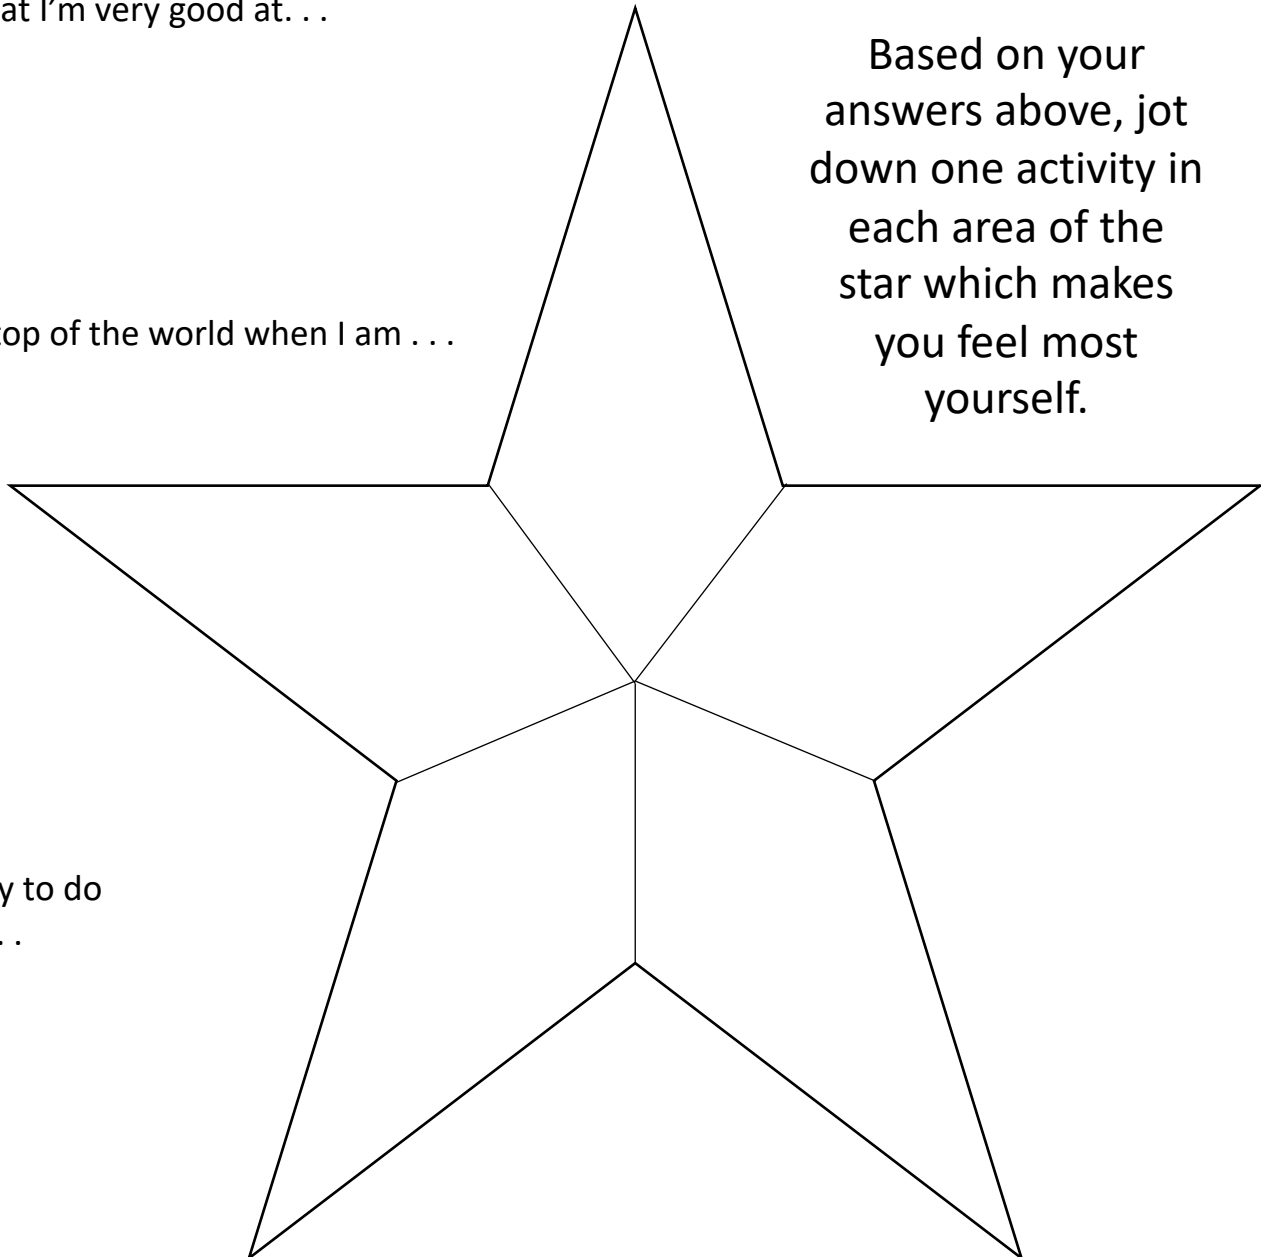 at I'm very good at. . .
Based on your
answers above, jot
down one activity in
each area of the
star which makes
you feel most
yourself.
top of the world when I am . . .
y to do
. .